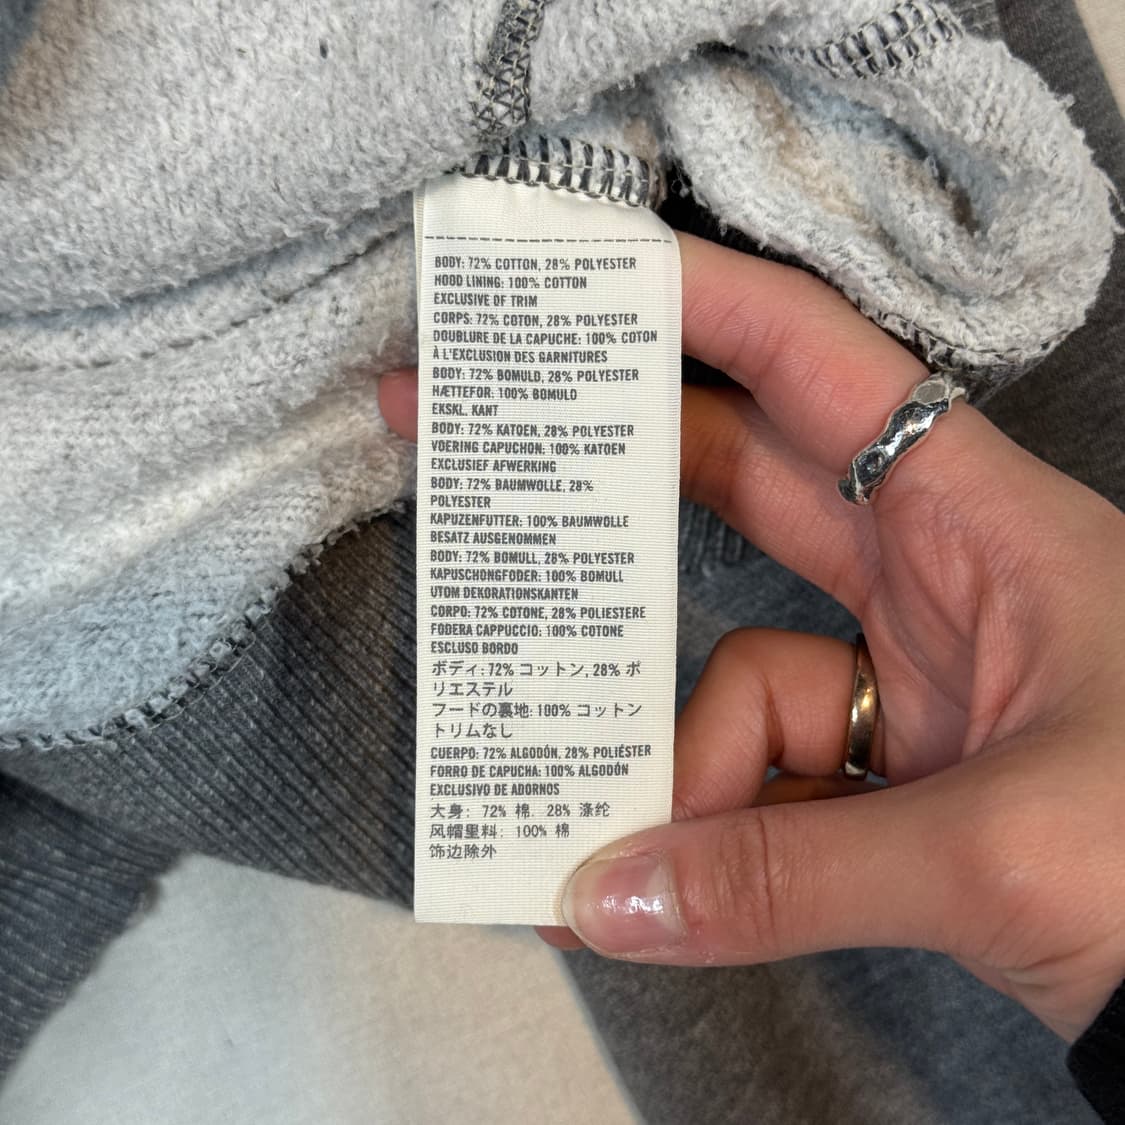 BODY: 72% COTTON, 28% POLYESTER
HOOD LINING: 100% COTTON
EXCLUSIVE OF TRIM
CORPS: 72% COTON, 28% POLYESTER
DOUBLURE DE LA CAPUCHE: 100% COTON
À L'EXCLUSION DES GARNITURES
BODY: 72% BOMULD, 28% POLYESTER
HÆTTEFOR: 100% BOMULD
EKSKL. KANT
BODY: 72% KATOEN, 28% POLYESTER
VOERING CAPUCHON: 100% KATOEN
EXCLUSIEF AFWERKING
BODY: 72% BAUMWOLLE, 28%
POLYESTER
KAPUZENFUTTER: 100% BAUMWOLLE
BESATZ AUSGENOMMEN
BODY: 72% BOMULL, 28% POLYESTER
KAPUSCHONGFODER: 100% BOMULL
UTOM DEKORATIONSKANTEN
CORPO: 72% COTONE, 28% POLIESTERE
FODERA CAPPUCCIO: 100% COTONE
ESCLUSO BORDO
ボディ: 72% コットン, 28% ポ
リエステル
フードの裏地: 100% コットン
トリムなし
CUERPO: 72% ALGODÓN, 28% POLIÉSTER
FORRO DE CAPUCHA: 100% ALGODÓN
EXCLUSIVO DE ADORNOS
大身: 72% 棉. 28% 涤纶
风帽里料: 100% 棉
饰边除外